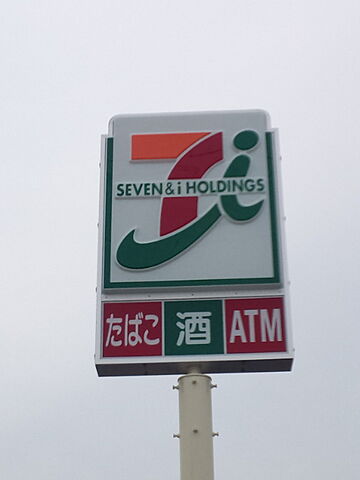 SEVEN & i HOLDINGS
たばこ 酒 ATM